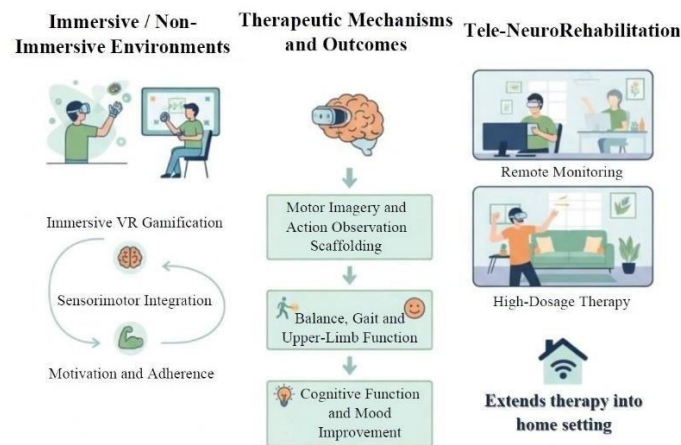 Immersive / Non-
Immersive Environments
Immersive VR Gamification
Sensorimotor Integration
Motivation and Adherence
Therapeutic Mechanisms
and Outcomes
Motor Imagery and
Action Observation
Scaffolding
Balance, Gait and
Upper-Limb Function
Cognitive Function
and Mood
Improvement
Tele-NeuroRehabilitation
Remote Monitoring
High-Dosage Therapy
Extends therapy into
home setting